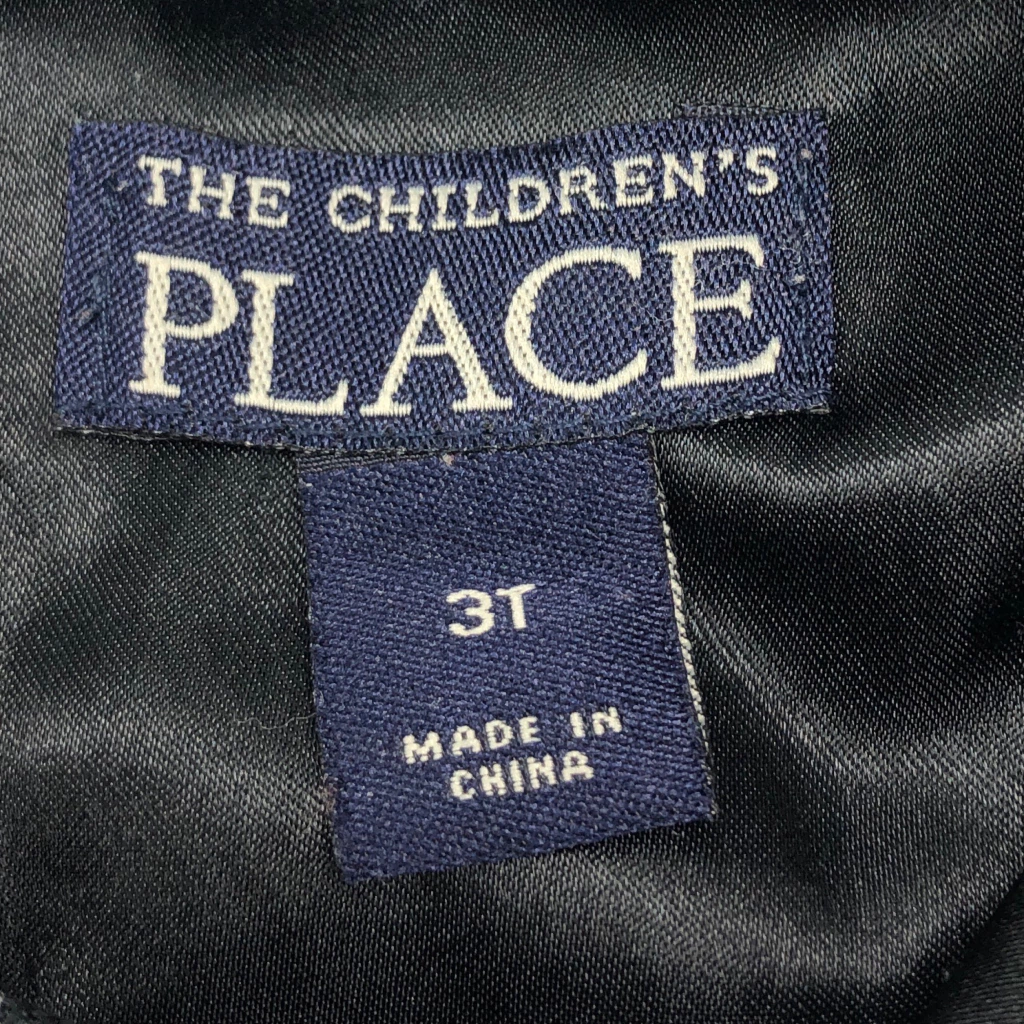 THE CHILDREN'S
PLACE
3T
MADE IN
CHINA